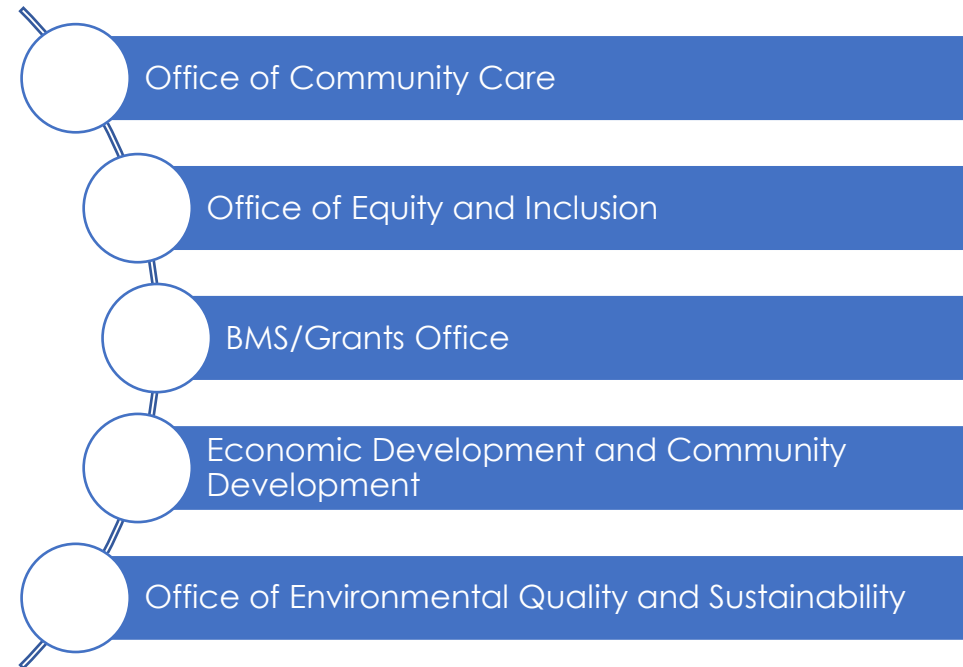 Office of Community Care
Office of Equity and Inclusion
BMS/Grants Office
Economic Development and Community
Development
Office of Environmental Quality and Sustainability